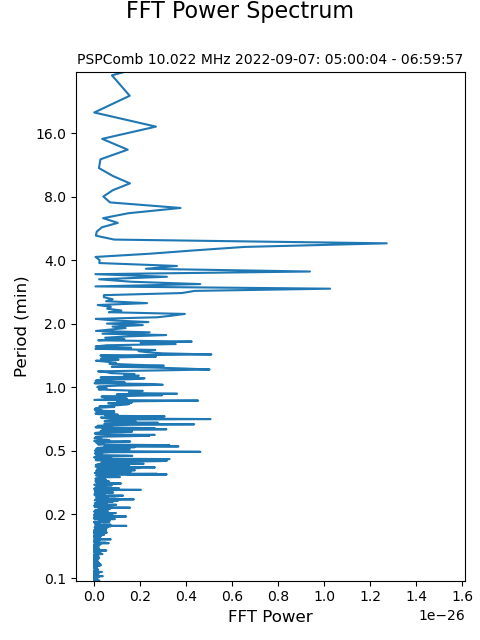 FFT Power Spectrum
PSPComb 10.022 MHz 2022-09-07: 05:00:04 - 06:59:57
16.0
8.0
4.0
2.0
1.0
0.5
0.2
0.1
Period (min)
0.0 0.2 0.4 0.6 0.8 1.0 1.2 1.4 1.6
FFT Power
1e−26